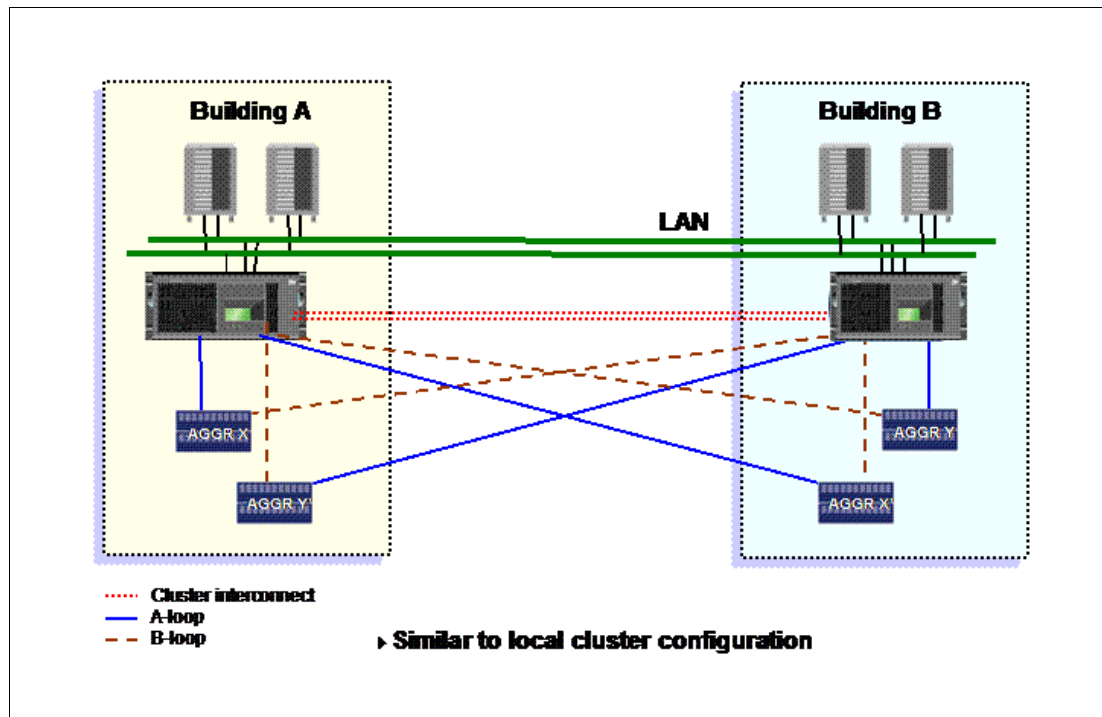 Building A
Building B
LAN
AGGR X
AGGR Y
AGGR Y'
AGGR X'
Cluster interconnect
A-loop
B-loop
Similar to local cluster configuration